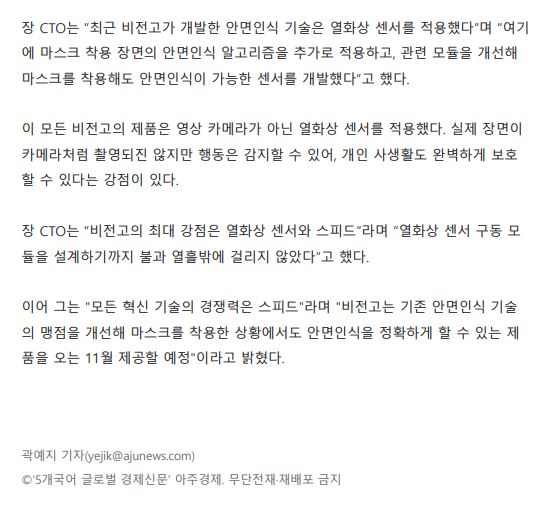 장 CTO는 "최근 비전고가 개발한 안면인식 기술은 열화상 센서를 적용했다"며 "여기
에 마스크 착용 장면의 안면인식 알고리즘을 추가로 적용하고, 관련 모듈을 개선해
마스크를 착용해도 안면인식이 가능한 센서를 개발했다"고 했다.
이 모든 비전고의 제품은 영상 카메라가 아닌 열화상 센서를 적용했다. 실제 장면이
카메라처럼 촬영되진 않지만 행동은 감지할 수 있어, 개인 사생활도 완벽하게 보호
할 수 있다는 강점이 있다.
장 CTO는 "비전고의 최대 강점은 열화상 센서와 스피드"라며 "열화상 센서 구동 모
듈을 설계하기까지 불과 열흘밖에 걸리지 않았다"고 했다.
이어 그는 "모든 혁신 기술의 경쟁력은 스피드"라며 "비전고는 기존 안면인식 기술
의 맹점을 개선해 마스크를 착용한 상황에서도 안면인식을 정확하게 할 수 있는 제
품을 오는 11월 제공할 예정"이라고 밝혔다.
곽예지 기자(yejik@ajunews.com)
©'5개국어 글로벌 경제신문' 아주경제. 무단전재·재배포 금지